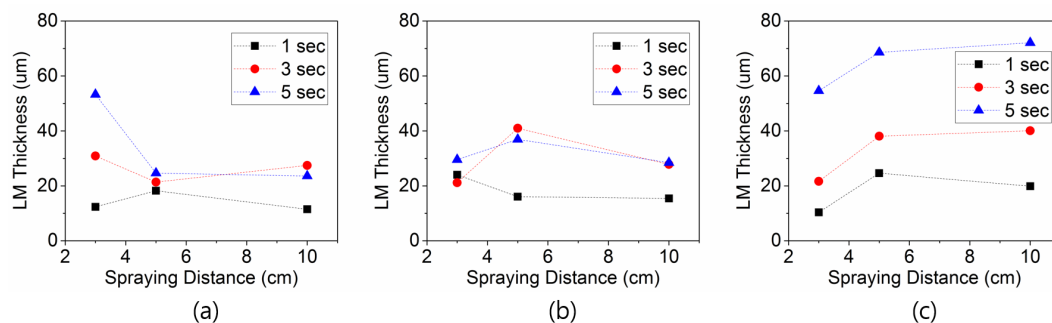 80
60
40
20
0
LM Thickness (um)
1 sec
3 sec
5 sec
2 4 6 8 10
Spraying Distance (cm)
(a)
80
60
40
20
0
LM Thickness (um)
1 sec
3 sec
5 sec
2 4 6 8 10
Spraying Distance (cm)
(b)
80
60
40
20
0
LM Thickness (um)
1 sec
3 sec
5 sec
2 4 6 8 10
Spraying Distance (cm)
(c)